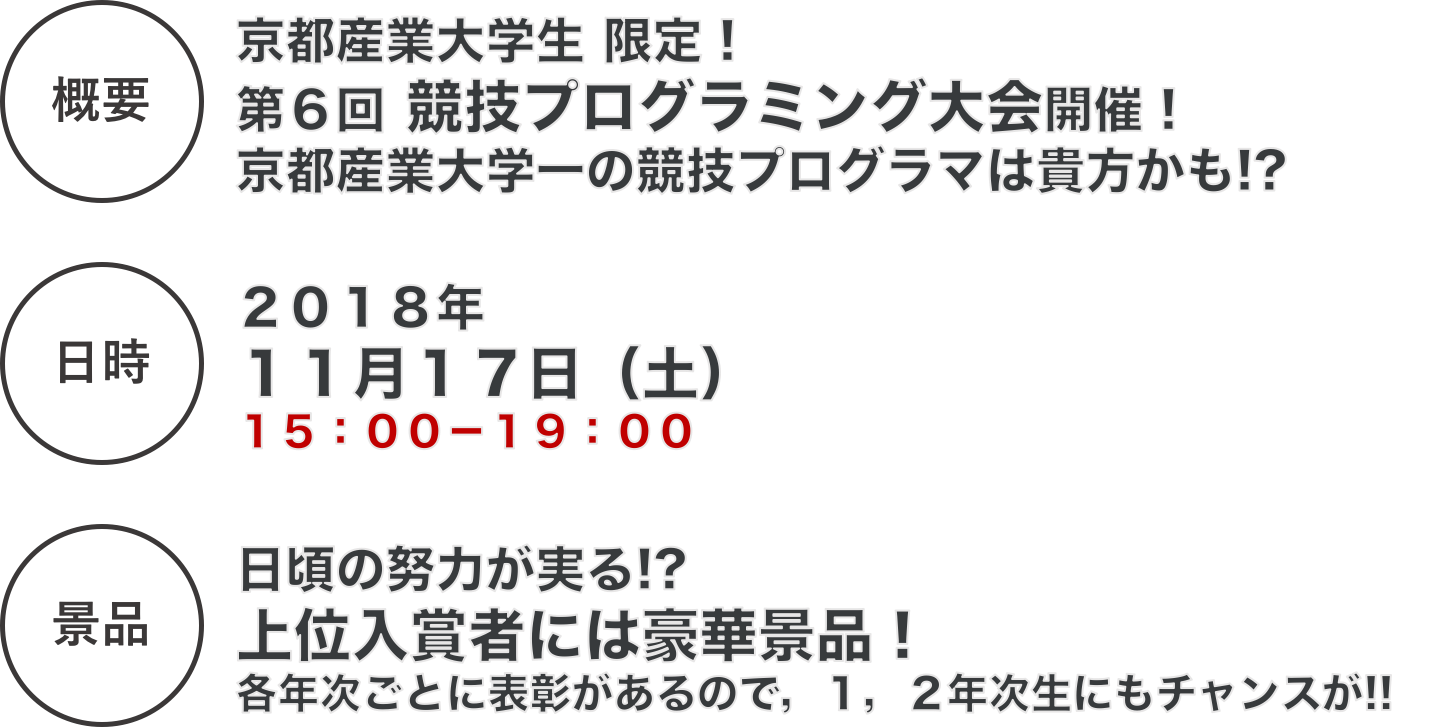 概要
京都産業大学生 限定！
第６回 競技プログラミング大会開催！
京都産業大学一の競技プログラマは貴方かも!?
日時
２０１８年
１１月１７日（土）
１５：００−１９：００
景品
日頃の努力が実る!?
上位入賞者には豪華景品！
各年次ごとに表彰があるので，１，２年次生にもチャンスが!!